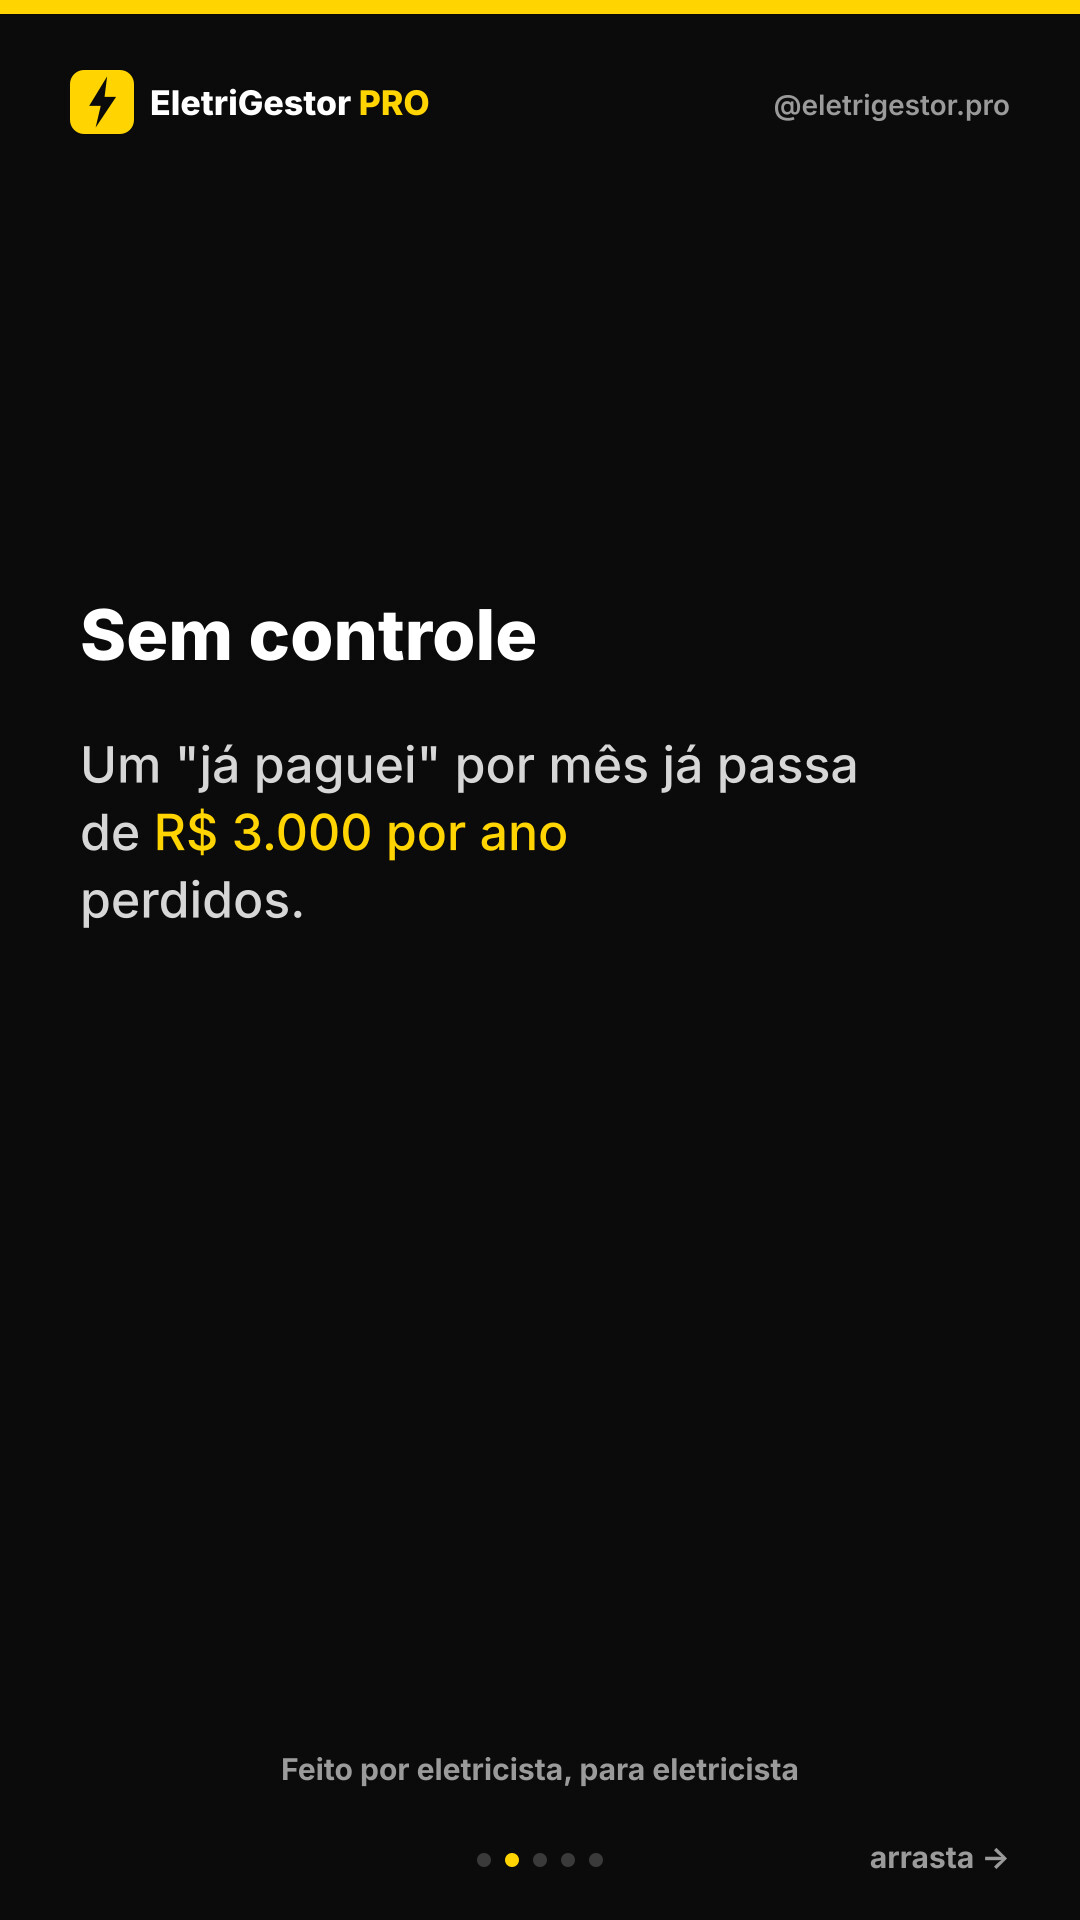 EletriGestor PRO
@eletrigestor.pro
Sem controle
Um "já paguei" por mês já passa
de R$ 3.000 por ano
perdidos.
Feito por eletricista, para eletricista
arrasta →